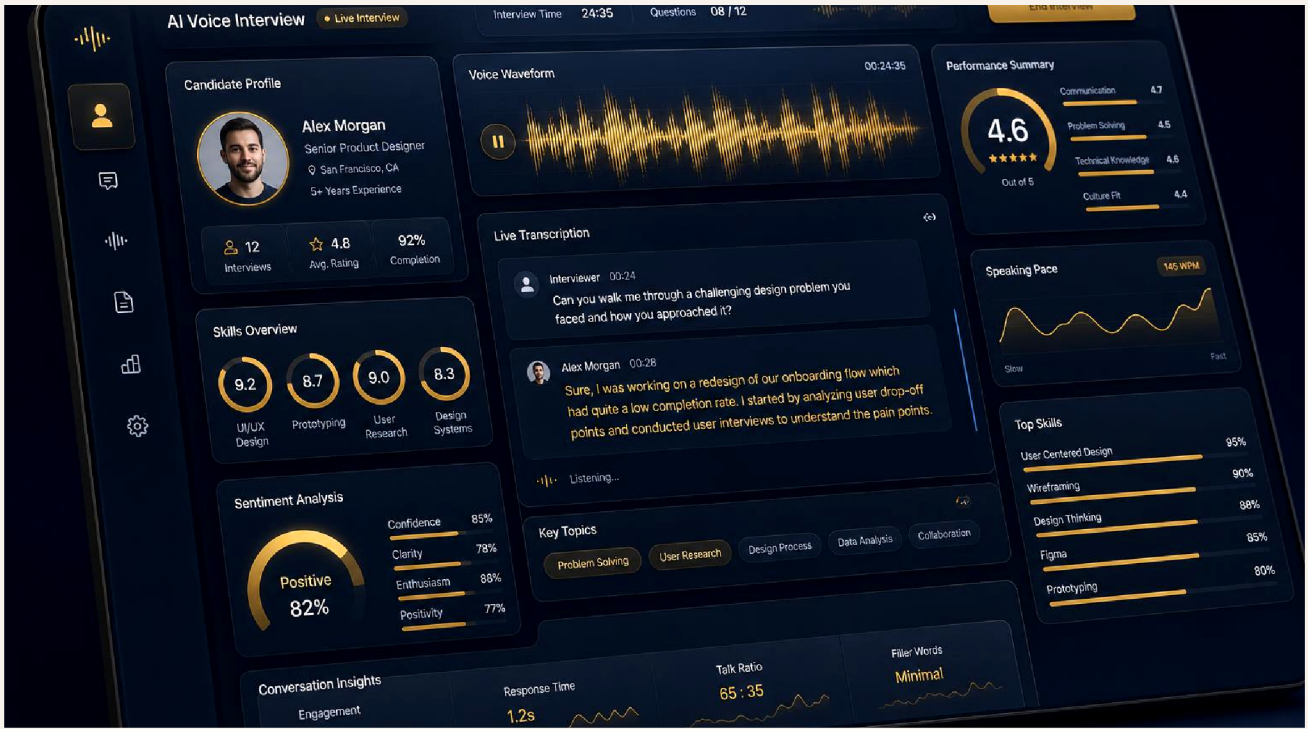 AI Voice Interview
Live Interview
Interview Time 24:35
Questions 08 / 12
End Interview
Candidate Profile
Alex Morgan
Senior Product Designer
San Francisco, CA
5+ Years Experience
12
Interviews
4.8
Avg. Rating
92%
Completion
Skills Overview
9.2
UI/UX
Design
8.7
Prototyping
9.0
User
Research
8.3
Design
Systems
Sentiment Analysis
Positive
82%
Confidence 85%
Clarity 78%
Enthusiasm 88%
Positivity 77%
Voice Waveform
00:24:35
Live Transcription
Interviewer 00:24
Can you walk me through a challenging design problem you
faced and how you approached it?
Alex Morgan 00:28
Sure, I was working on a redesign of our onboarding flow which
had quite a low completion rate. I started by analyzing user drop-off
points and conducted user interviews to understand the pain points.
Listening...
Key Topics
Problem Solving
User Research
Design Process
Data Analysis
Collaboration
Performance Summary
4.6
Out of 5
Communication 4.7
Problem Solving 4.5
Technical Knowledge 4.6
Culture Fit 4.4
Speaking Pace
145 WPM
Slow
Fast
Top Skills
User Centered Design 95%
Wireframing 90%
Design Thinking 88%
Figma 85%
Prototyping 80%
Conversation Insights
Engagement
Response Time
1.2s
Talk Ratio
65 : 35
Filler Words
Minimal